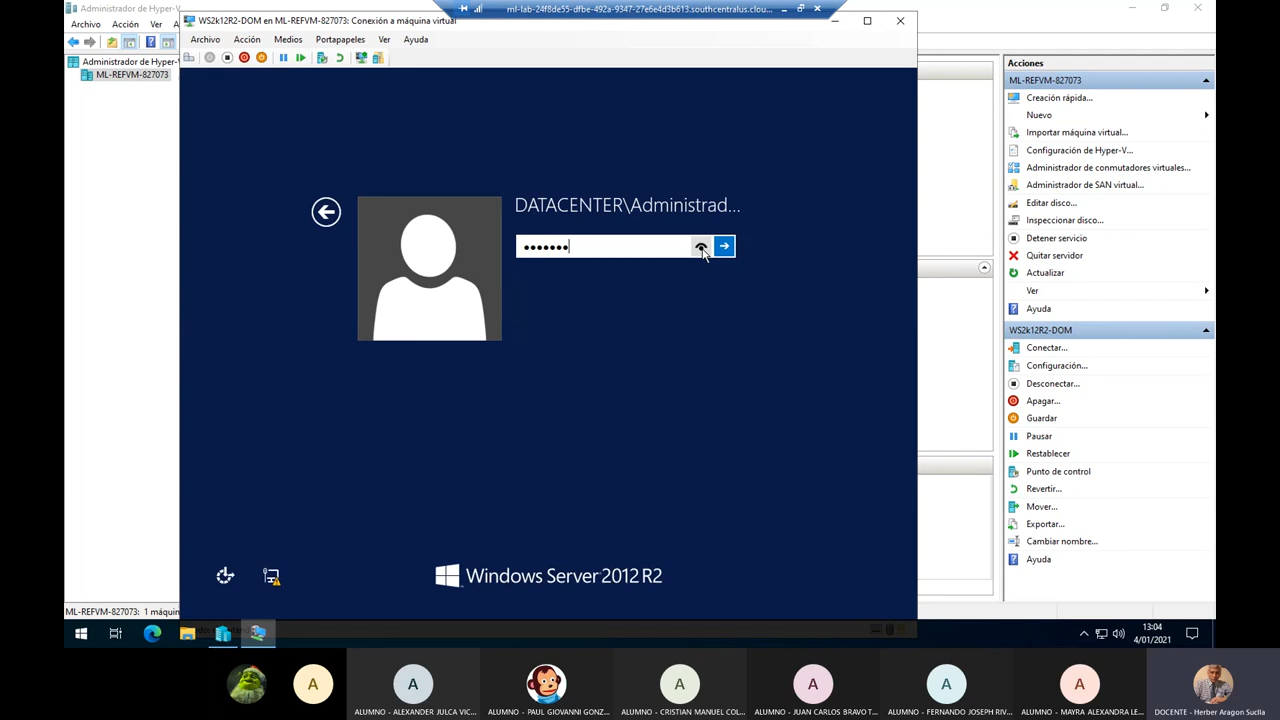 Administrador de Hyper-V
ml-lab-24f8de55-dfbe-492a-9347-27e6e4d3b613.southcentralus.clou...
Archivo Acción Ver
Administrador de Hyper-V
ML-REFVM-827073
WS2k12R2-DOM en ML-REFVM-827073: Conexión a máquina virtual
Archivo Acción Medios Portapapeles Ver Ayuda
DATACENTER\Administrad...
Windows Server 2012 R2
Acciones
ML-REFVM-827073
Creación rápida...
Nuevo
Importar máquina virtual...
Configuración de Hyper-V...
Administrador de conmutadores virtuales...
Administrador de SAN virtual...
Editar disco...
Inspeccionar disco...
Detener servicio
Quitar servidor
Actualizar
Ver
Ayuda
WS2k12R2-DOM
Conectar...
Configuración...
Desconectar...
Apagar...
Guardar
Pausar
Restablecer
Punto de control
Revertir...
Mover...
Exportar...
Cambiar nombre...
Ayuda
ML-REFVM-827073: 1 máquin
13:04
4/01/2021
A
A
A
A
A
A
ALUMNO - ALEXANDER JULCA VIC...
ALUMNO - PAUL GIOVANNI GONZ...
ALUMNO - CRISTIAN MANUEL COL...
ALUMNO - JUAN CARLOS BRAVO T...
ALUMNO - FERNANDO JOSEPH RIV...
ALUMNO - MAYRA ALEXANDRA LE...
DOCENTE - Herber Aragon Suclla